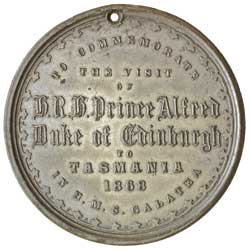 TO COMMEMORATE
THE VISIT
OF
H.R.H. Prince Alfred
Duke of Edinburgh
TO
TASMANIA
1868
IN H.M.S. GALATEA